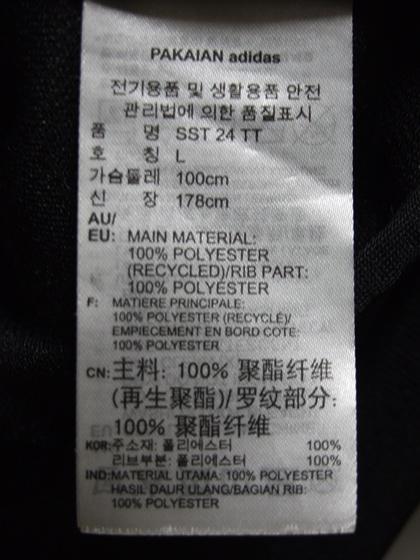 PAKAIAN adidas
전기용품 및 생활용품 안전
관리법에 의한 품질표시
품 명 SST 24 TT
호 칭 L
가슴둘레 100cm
신 장 178cm
AU/
EU: MAIN MATERIAL:
100% POLYESTER
(RECYCLED)/RIB PART:
100% POLYESTER
F: MATIERE PRINCIPALE:
100% POLYESTER (RECYCLÉ)/
EMPIECEMENT EN BORD COTE:
100% POLYESTER
CN: 主料: 100% 聚酯纤维
(再生聚酯)/罗纹部分:
100% 聚酯纤维
KOR: 주소재: 폴리에스터 100%
리브부분: 폴리에스터 100%
IND: MATERIAL UTAMA: 100% POLYESTER
HASIL DAUR ULANG/BAGIAN RIB:
100% POLYESTER